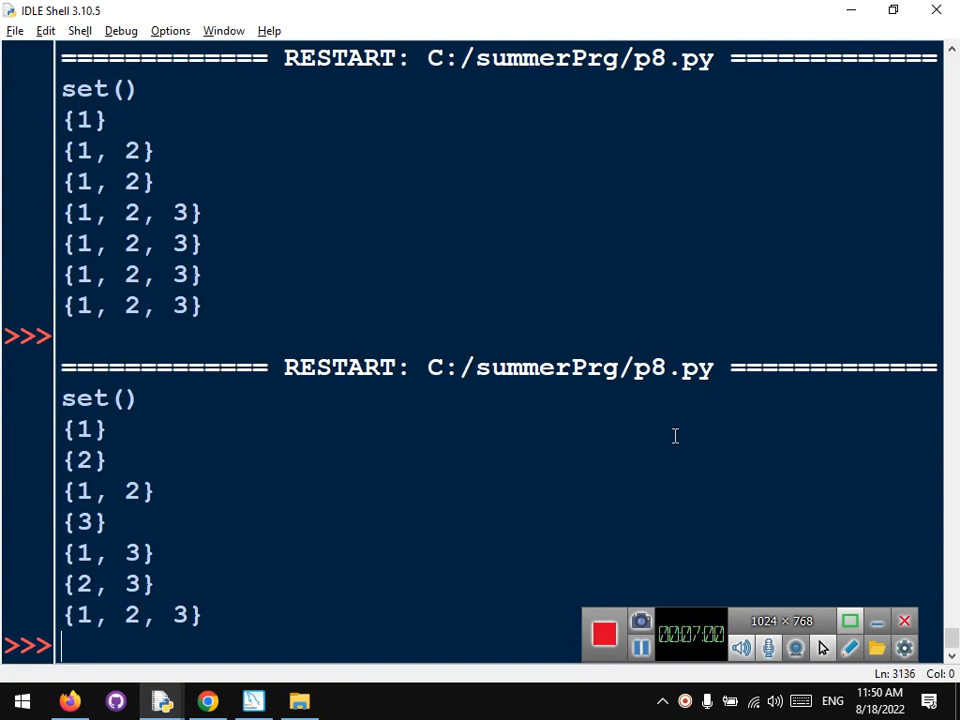 IDLE Shell 3.10.5
File Edit Shell Debug Options Window Help
============= RESTART: C:/summerPrg/p8.py =============
set()
{1}
{1, 2}
{1, 2}
{1, 2, 3}
{1, 2, 3}
{1, 2, 3}
{1, 2, 3}
>>>
============= RESTART: C:/summerPrg/p8.py =============
set()
{1}
{2}
{1, 2}
{3}
{1, 3}
{2, 3}
{1, 2, 3}
>>>
1024 × 768
00:07:00
Ln: 3136 Col: 0
ENG
11:50 AM
8/18/2022